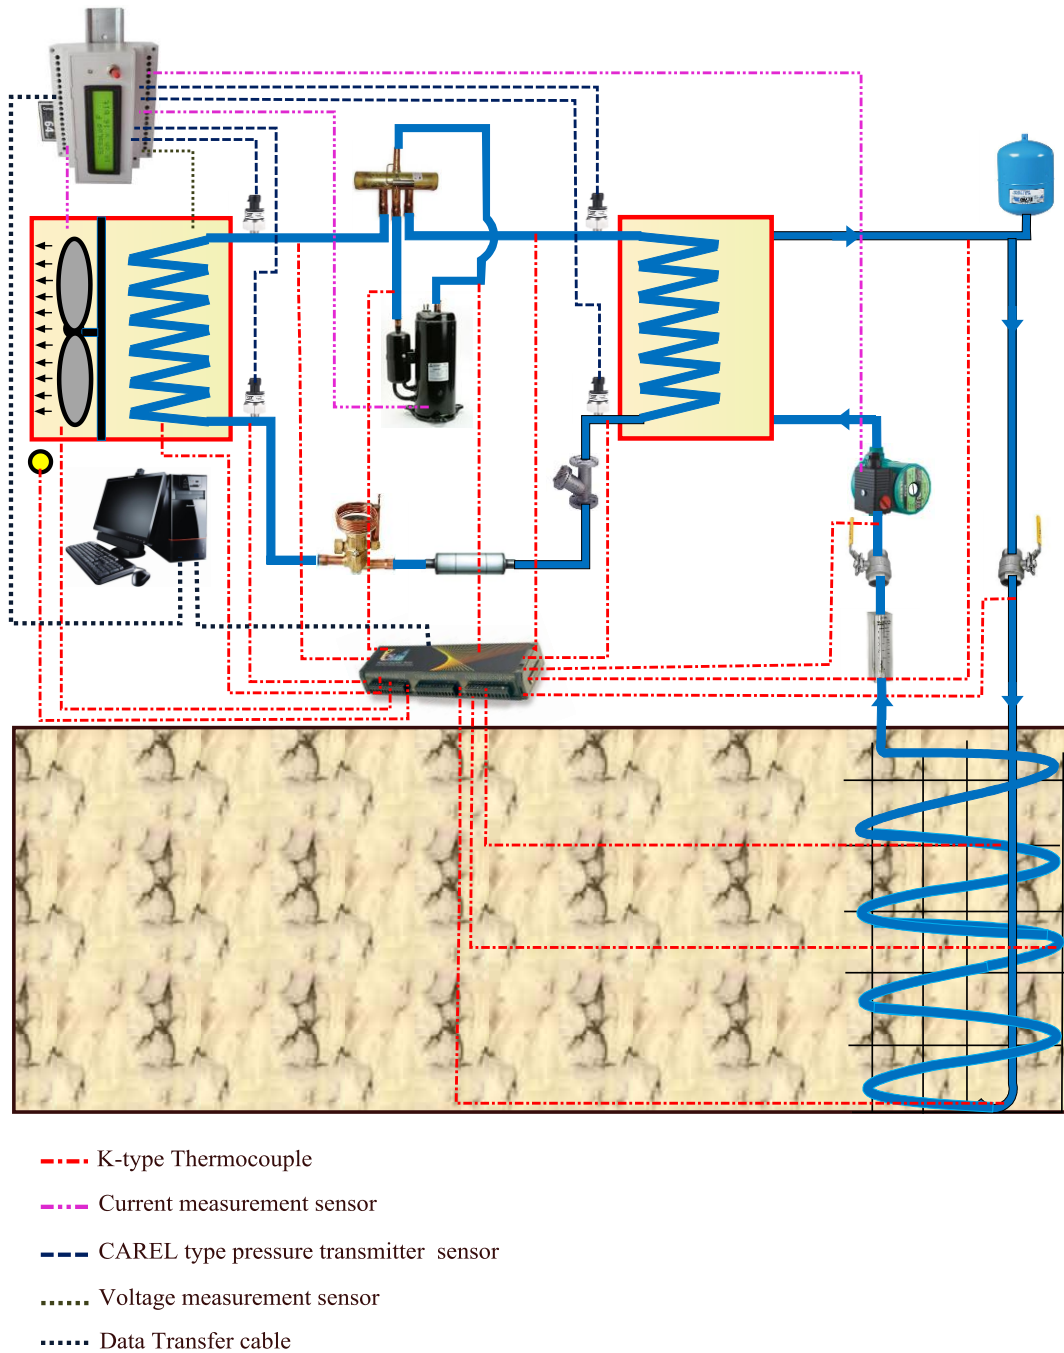 K-type Thermocouple
Current measurement sensor
CAREL type pressure transmitter sensor
Voltage measurement sensor
Data Transfer cable